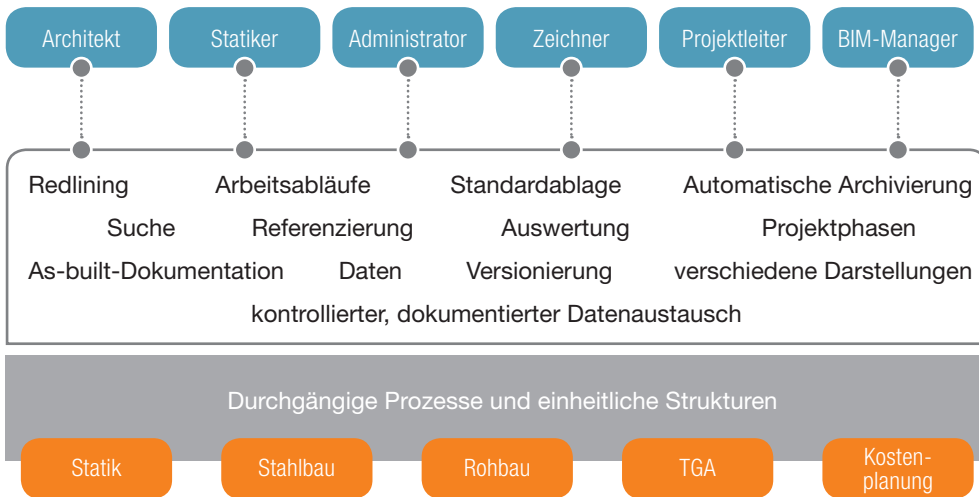 Architekt Statiker Administrator Zeichner Projektleiter BIM-Manager
Redlining Arbeitsabläufe Standardablage Automatische Archivierung
Suche Referenzierung Auswertung Projektphasen
As-built-Dokumentation Daten Versionierung verschiedene Darstellungen
kontrollierter, dokumentierter Datenaustausch
Durchgängige Prozesse und einheitliche Strukturen
Statik Stahlbau Rohbau TGA Kosten-
planung